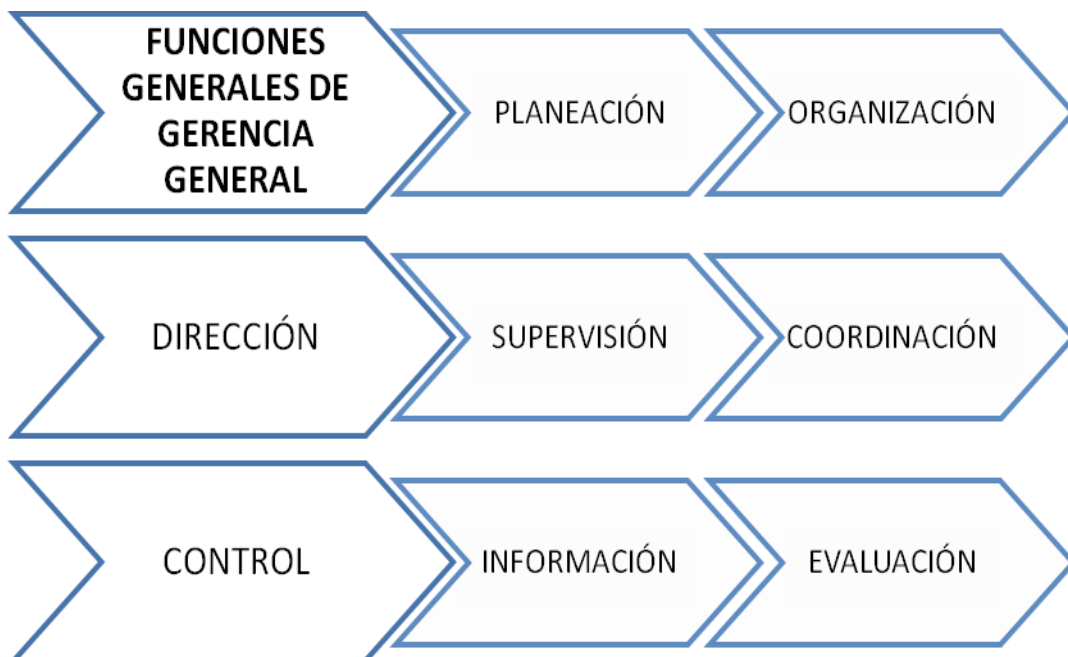 FUNCIONES
GENERALES DE
GERENCIA
GENERAL
PLANEACIÓN
ORGANIZACIÓN
DIRECCIÓN
SUPERVISIÓN
COORDINACIÓN
CONTROL
INFORMACIÓN
EVALUACIÓN